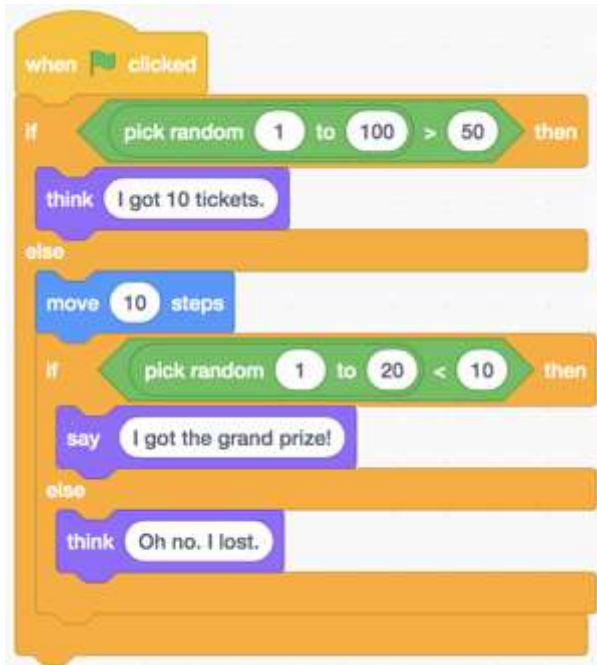 when clicked
if pick random 1 to 100 > 50 then
think I got 10 tickets.
else
move 10 steps
if pick random 1 to 20 < 10 then
say I got the grand prize!
else
think Oh no. I lost.